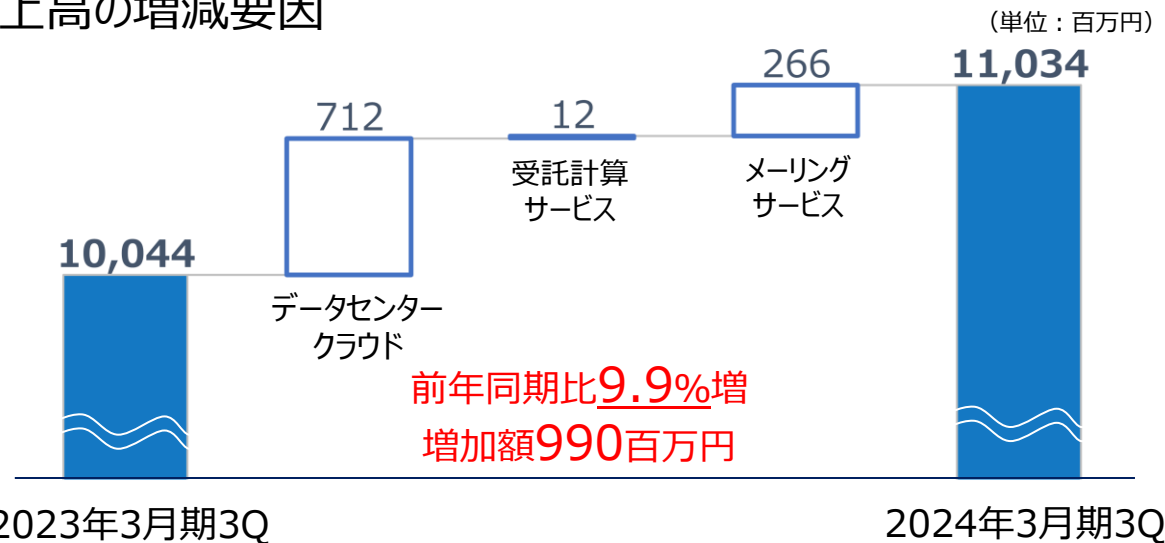 上高の増減要因
（単位：百万円）
266
11,034
712
12
受託計算
サービス
メーリング
サービス
10,044
データセンター
クラウド
前年同期比9.9%増
増加額990百万円
2023年3月期3Q
2024年3月期3Q